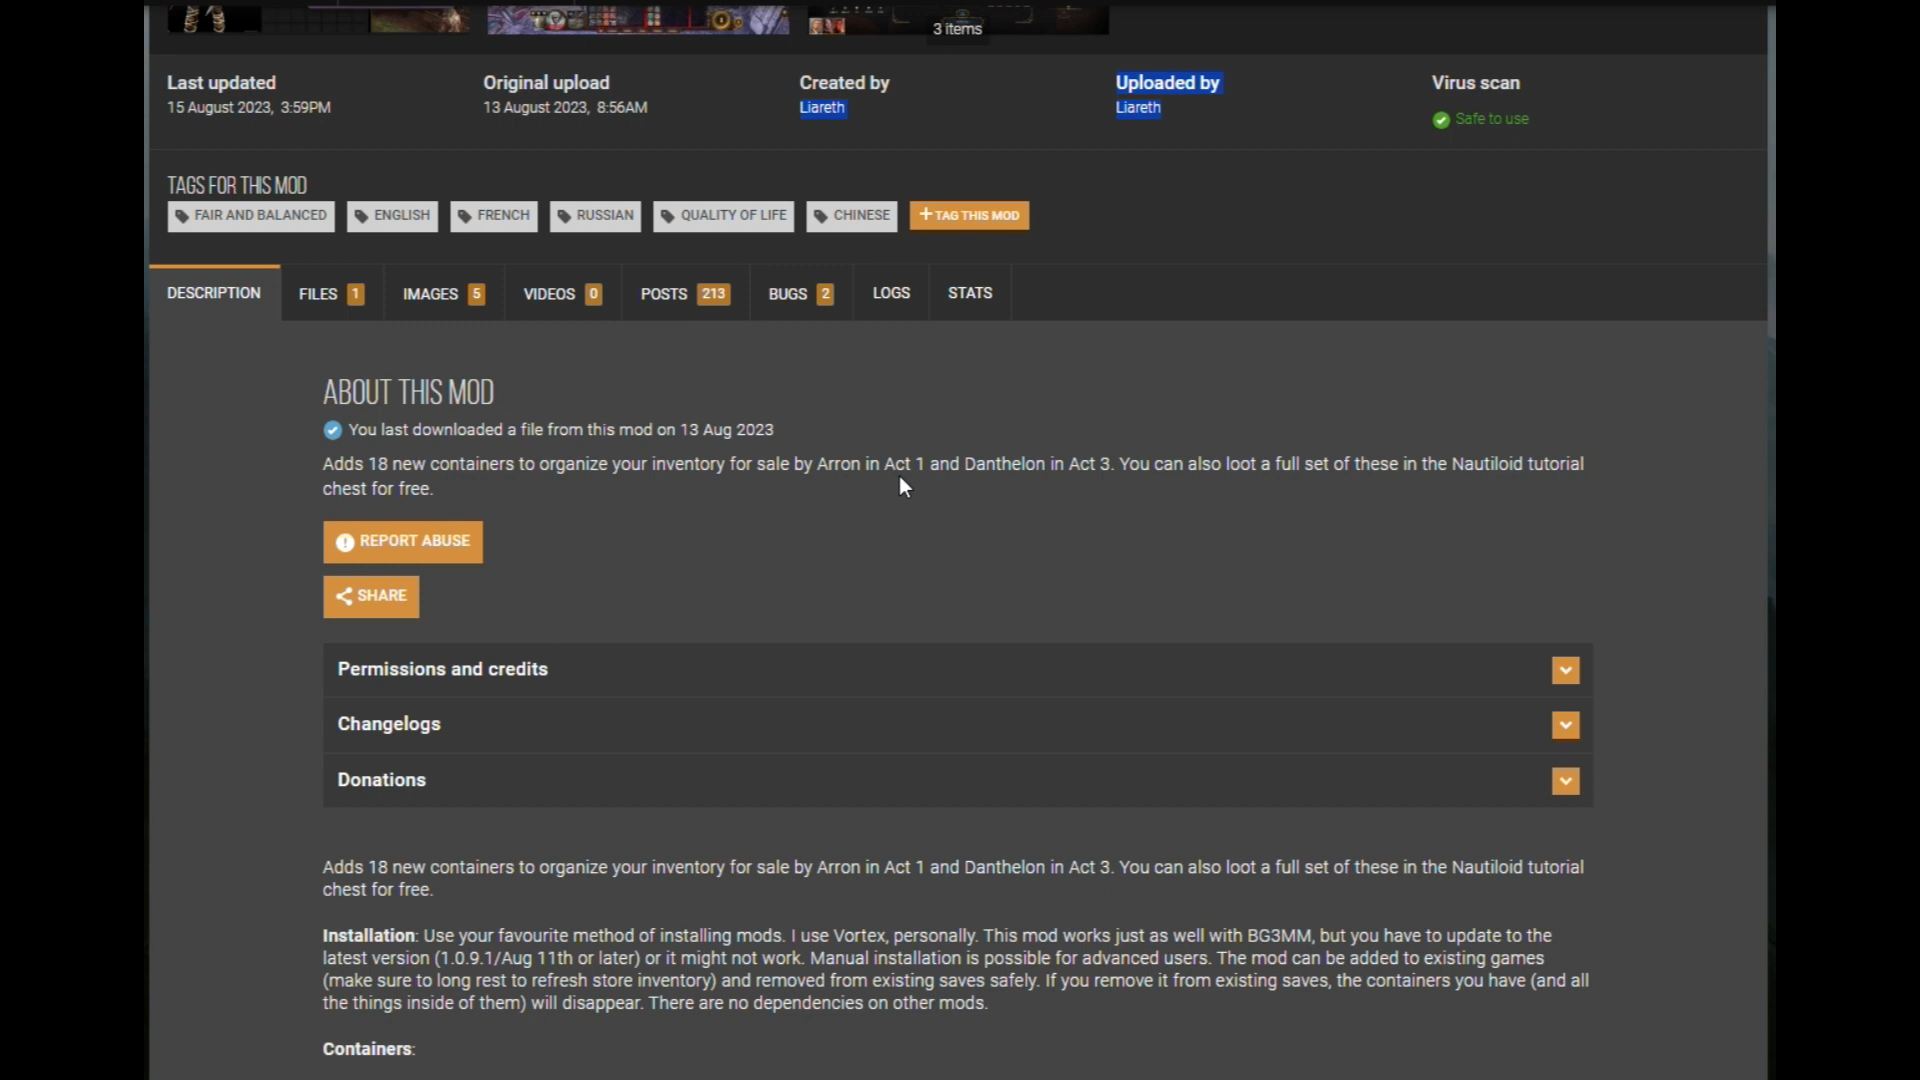 3 items
Last updated
15 August 2023, 3:59PM
Original upload
13 August 2023, 8:56AM
Created by
Liareth
Uploaded by
Liareth
Virus scan
Safe to use
TAGS FOR THIS MOD
FAIR AND BALANCED
ENGLISH
FRENCH
RUSSIAN
QUALITY OF LIFE
CHINESE
TAG THIS MOD
DESCRIPTION
FILES 1
IMAGES 5
VIDEOS 0
POSTS 213
BUGS 2
LOGS
STATS
ABOUT THIS MOD
You last downloaded a file from this mod on 13 Aug 2023
Adds 18 new containers to organize your inventory for sale by Arron in Act 1 and Danthelon in Act 3. You can also loot a full set of these in the Nautiloid tutorial
chest for free.
REPORT ABUSE
SHARE
Permissions and credits
Changelogs
Donations
Adds 18 new containers to organize your inventory for sale by Arron in Act 1 and Danthelon in Act 3. You can also loot a full set of these in the Nautiloid tutorial
chest for free.
Installation: Use your favourite method of installing mods. I use Vortex, personally. This mod works just as well with BG3MM, but you have to update to the
latest version (1.0.9.1/Aug 11th or later) or it might not work. Manual installation is possible for advanced users. The mod can be added to existing games
(make sure to long rest to refresh store inventory) and removed from existing saves safely. If you remove it from existing saves, the containers you have (and all
the things inside of them) will disappear. There are no dependencies on other mods.
Containers: